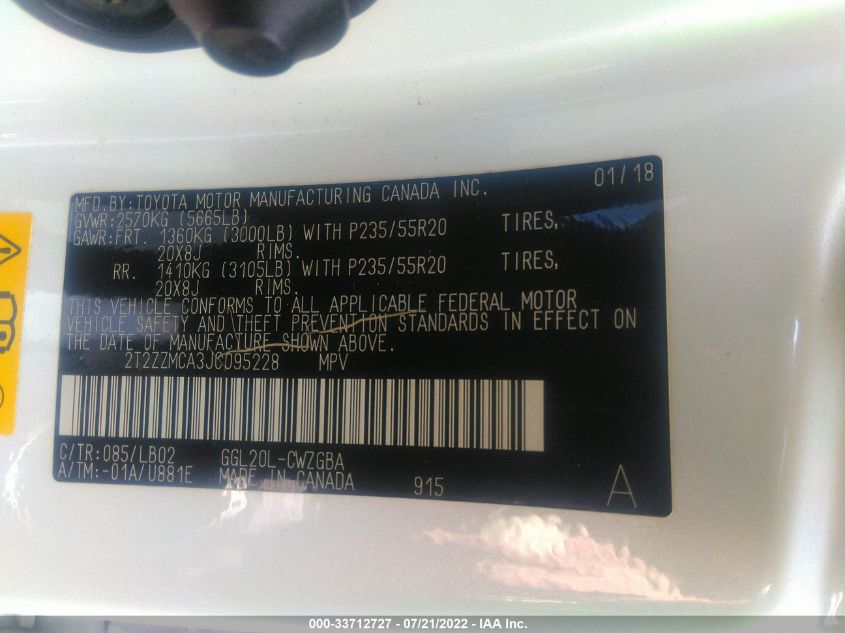 MFD.BY:TOYOTA MOTOR MANUFACTURING CANADA INC. 01/18
GVWR:2570KG (5665LB)
GAWR:FRT. 1360KG (3000LB) WITH P235/55R20 TIRES,
20X8J RIMS.
RR. 1410KG (3105LB) WITH P235/55R20 TIRES,
20X8J RIMS.
THIS VEHICLE CONFORMS TO ALL APPLICABLE FEDERAL MOTOR
VEHICLE SAFETY AND THEFT PREVENTION STANDARDS IN EFFECT ON
THE DATE OF MANUFACTURE SHOWN ABOVE.
2T2ZZMCA3JC095228 MPV
C/TR:085/LB02 GGL20L-CWZGBA
A/TM:-01A/U881E MADE IN CANADA 915 A
000-33712727 - 07/21/2022 - IAA Inc.